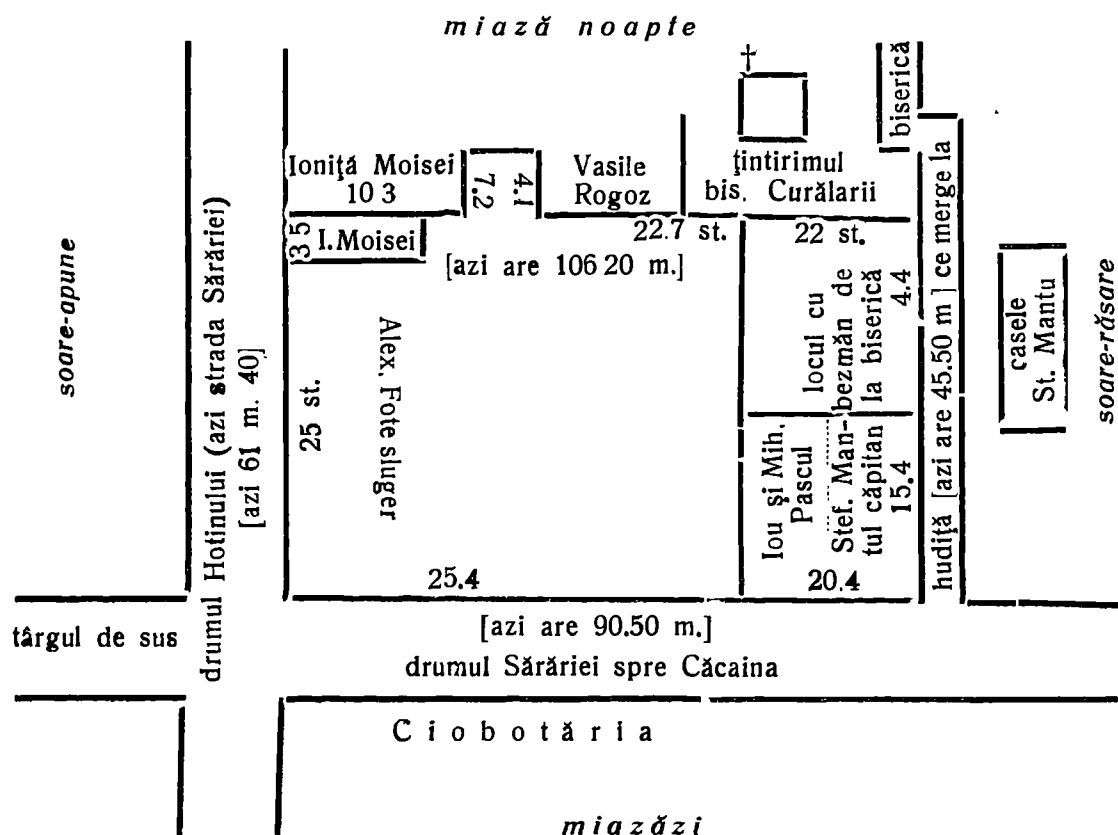 miază noapte
†
biserică
Ioniţă Moisei
10 3
7.2
4.1
Vasile
Rogoz
ţintirimul
bis. Curălarii
3 5
I. Moisei
22.7 st.
22 st.
[azi are 106 20 m.]
soare-apune
drumul Hotinului (azi strada Sărăriei)
[azi 61 m. 40]
25 st.
Alex. Fote sluger
locul cu
bezmăn de
la biserică
4.4
Iou şi Mih.
Pascul
Stef. Man-
tul căpitan
15.4
hudiţă [azi are 45.50 m] ce merge la
casele
St. Mantu
soare-răsare
25.4
20.4
târgul de sus
[azi are 90.50 m.]
drumul Sărăriei spre Căcaina
Ciobotăria
miazăzi